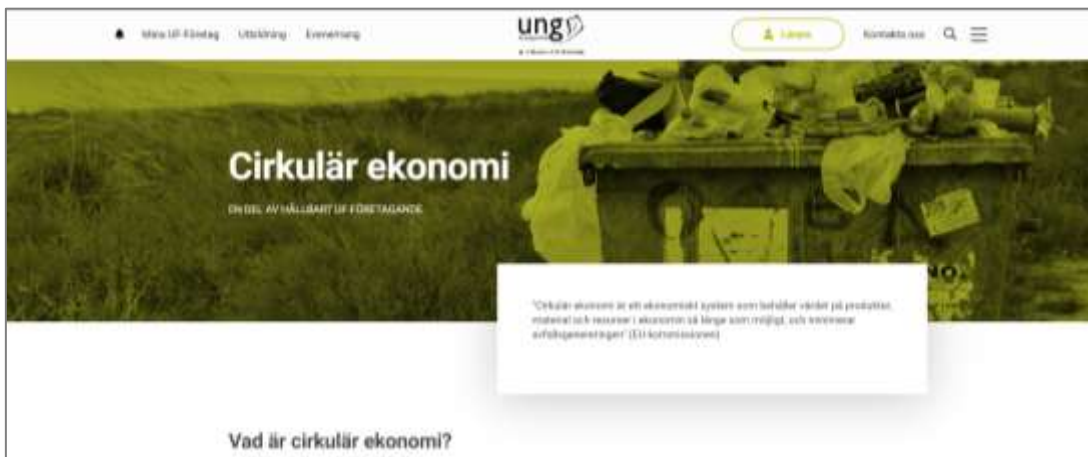 Mina UF-Företag Utbildning Evenemang
ung
Logga in
Kontakta oss
Cirkulär ekonomi
EN DEL AV HÅLLBART UF-FÖRETAGANDE
"Cirkulär ekonomi är ett ekonomiskt system som behåller värdet på produkter,
material och resurser i ekonomin så länge som möjligt, och minimerar
avfallsgenereringen" (EU-kommissionen)
Vad är cirkulär ekonomi?